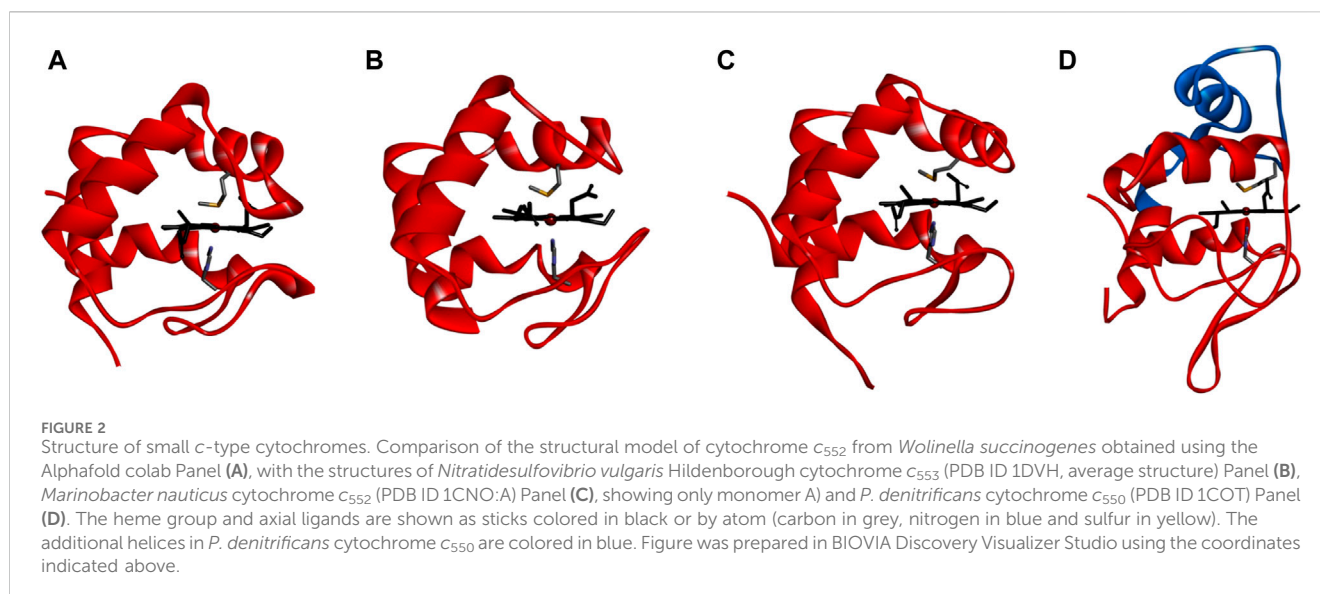 A
B
C
D
FIGURE 2
Structure of small c-type cytochromes. Comparison of the structural model of cytochrome c552 from Wolinella succinogenes obtained using the
Alphafold colab Panel (A), with the structures of Nitratidesulfovibrio vulgaris Hildenborough cytochrome c553 (PDB ID 1DVH, average structure) Panel (B),
Marinobacter nauticus cytochrome c552 (PDB ID 1CNO:A) Panel (C), showing only monomer A) and P. denitrificans cytochrome c550 (PDB ID 1COT) Panel
(D). The heme group and axial ligands are shown as sticks colored in black or by atom (carbon in grey, nitrogen in blue and sulfur in yellow). The
additional helices in P. denitrificans cytochrome c550 are colored in blue. Figure was prepared in BIOVIA Discovery Visualizer Studio using the coordinates
indicated above.